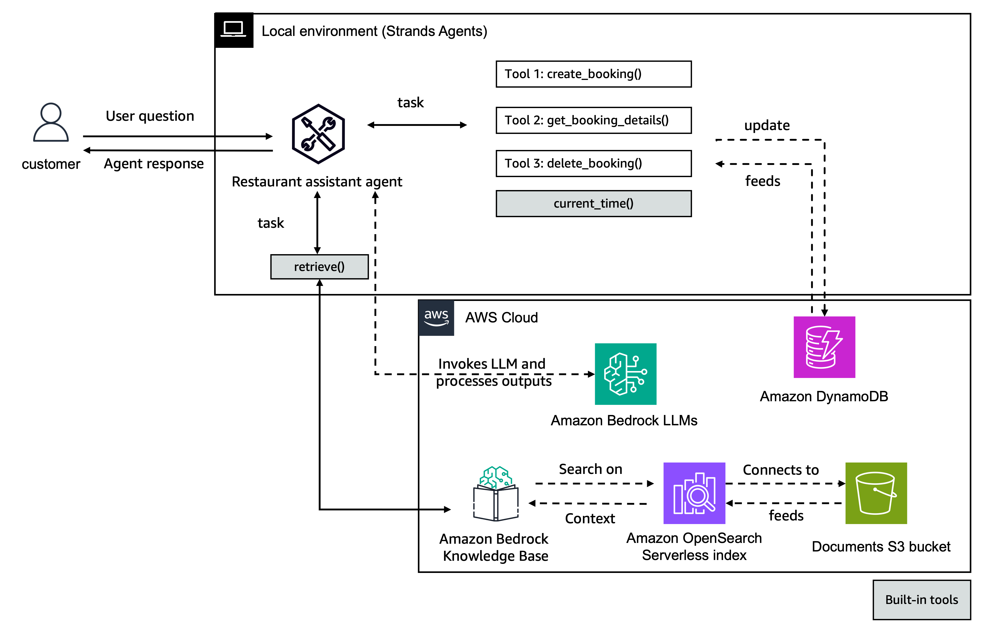 Local environment (Strands Agents)
Tool 1: create_booking()
task
User question
Tool 2: get_booking_details()
update
customer
Agent response
Tool 3: delete_booking()
feeds
Restaurant assistant agent
current_time()
task
retrieve()
aws
AWS Cloud
Invokes LLM and
processes outputs
Amazon DynamoDB
Amazon Bedrock LLMs
Search on
Connects to
Context
feeds
Amazon Bedrock
Knowledge Base
Amazon OpenSearch
Serverless index
Documents S3 bucket
Built-in tools